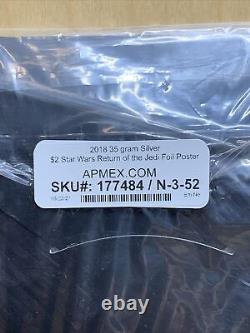 2018 35 gram Silver
$2 Star Wars Return of the Jedi Foil Poster
APMEX.COM
SKU#: 177484 / N-3-52